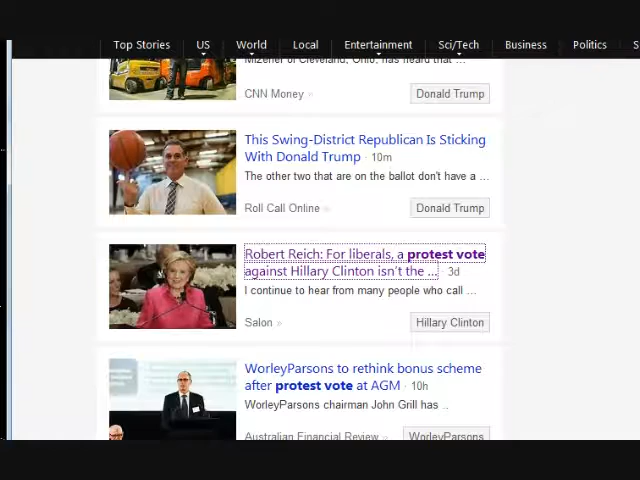 Top Stories US World Local Entertainment Sci/Tech Business Politics S
Mizener of Cleveland, Ohio, has heard that ...
CNN Money
Donald Trump
This Swing-District Republican Is Sticking
With Donald Trump · 10m
The other two that are on the ballot don't have a ...
Roll Call Online
Donald Trump
Robert Reich: For liberals, a protest vote
against Hillary Clinton isn't the ... · 3d
I continue to hear from many people who call ...
Salon
Hillary Clinton
WorleyParsons to rethink bonus scheme
after protest vote at AGM · 10h
WorleyParsons chairman John Grill has ..
Australian Financial Review
WorleyParsons